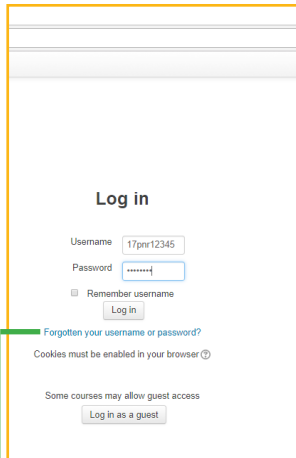 Log in
Username 17pnr12345
Password ••••••••
Remember username
Log in
Forgotten your username or password?
Cookies must be enabled in your browser
Some courses may allow guest access
Log in as a guest